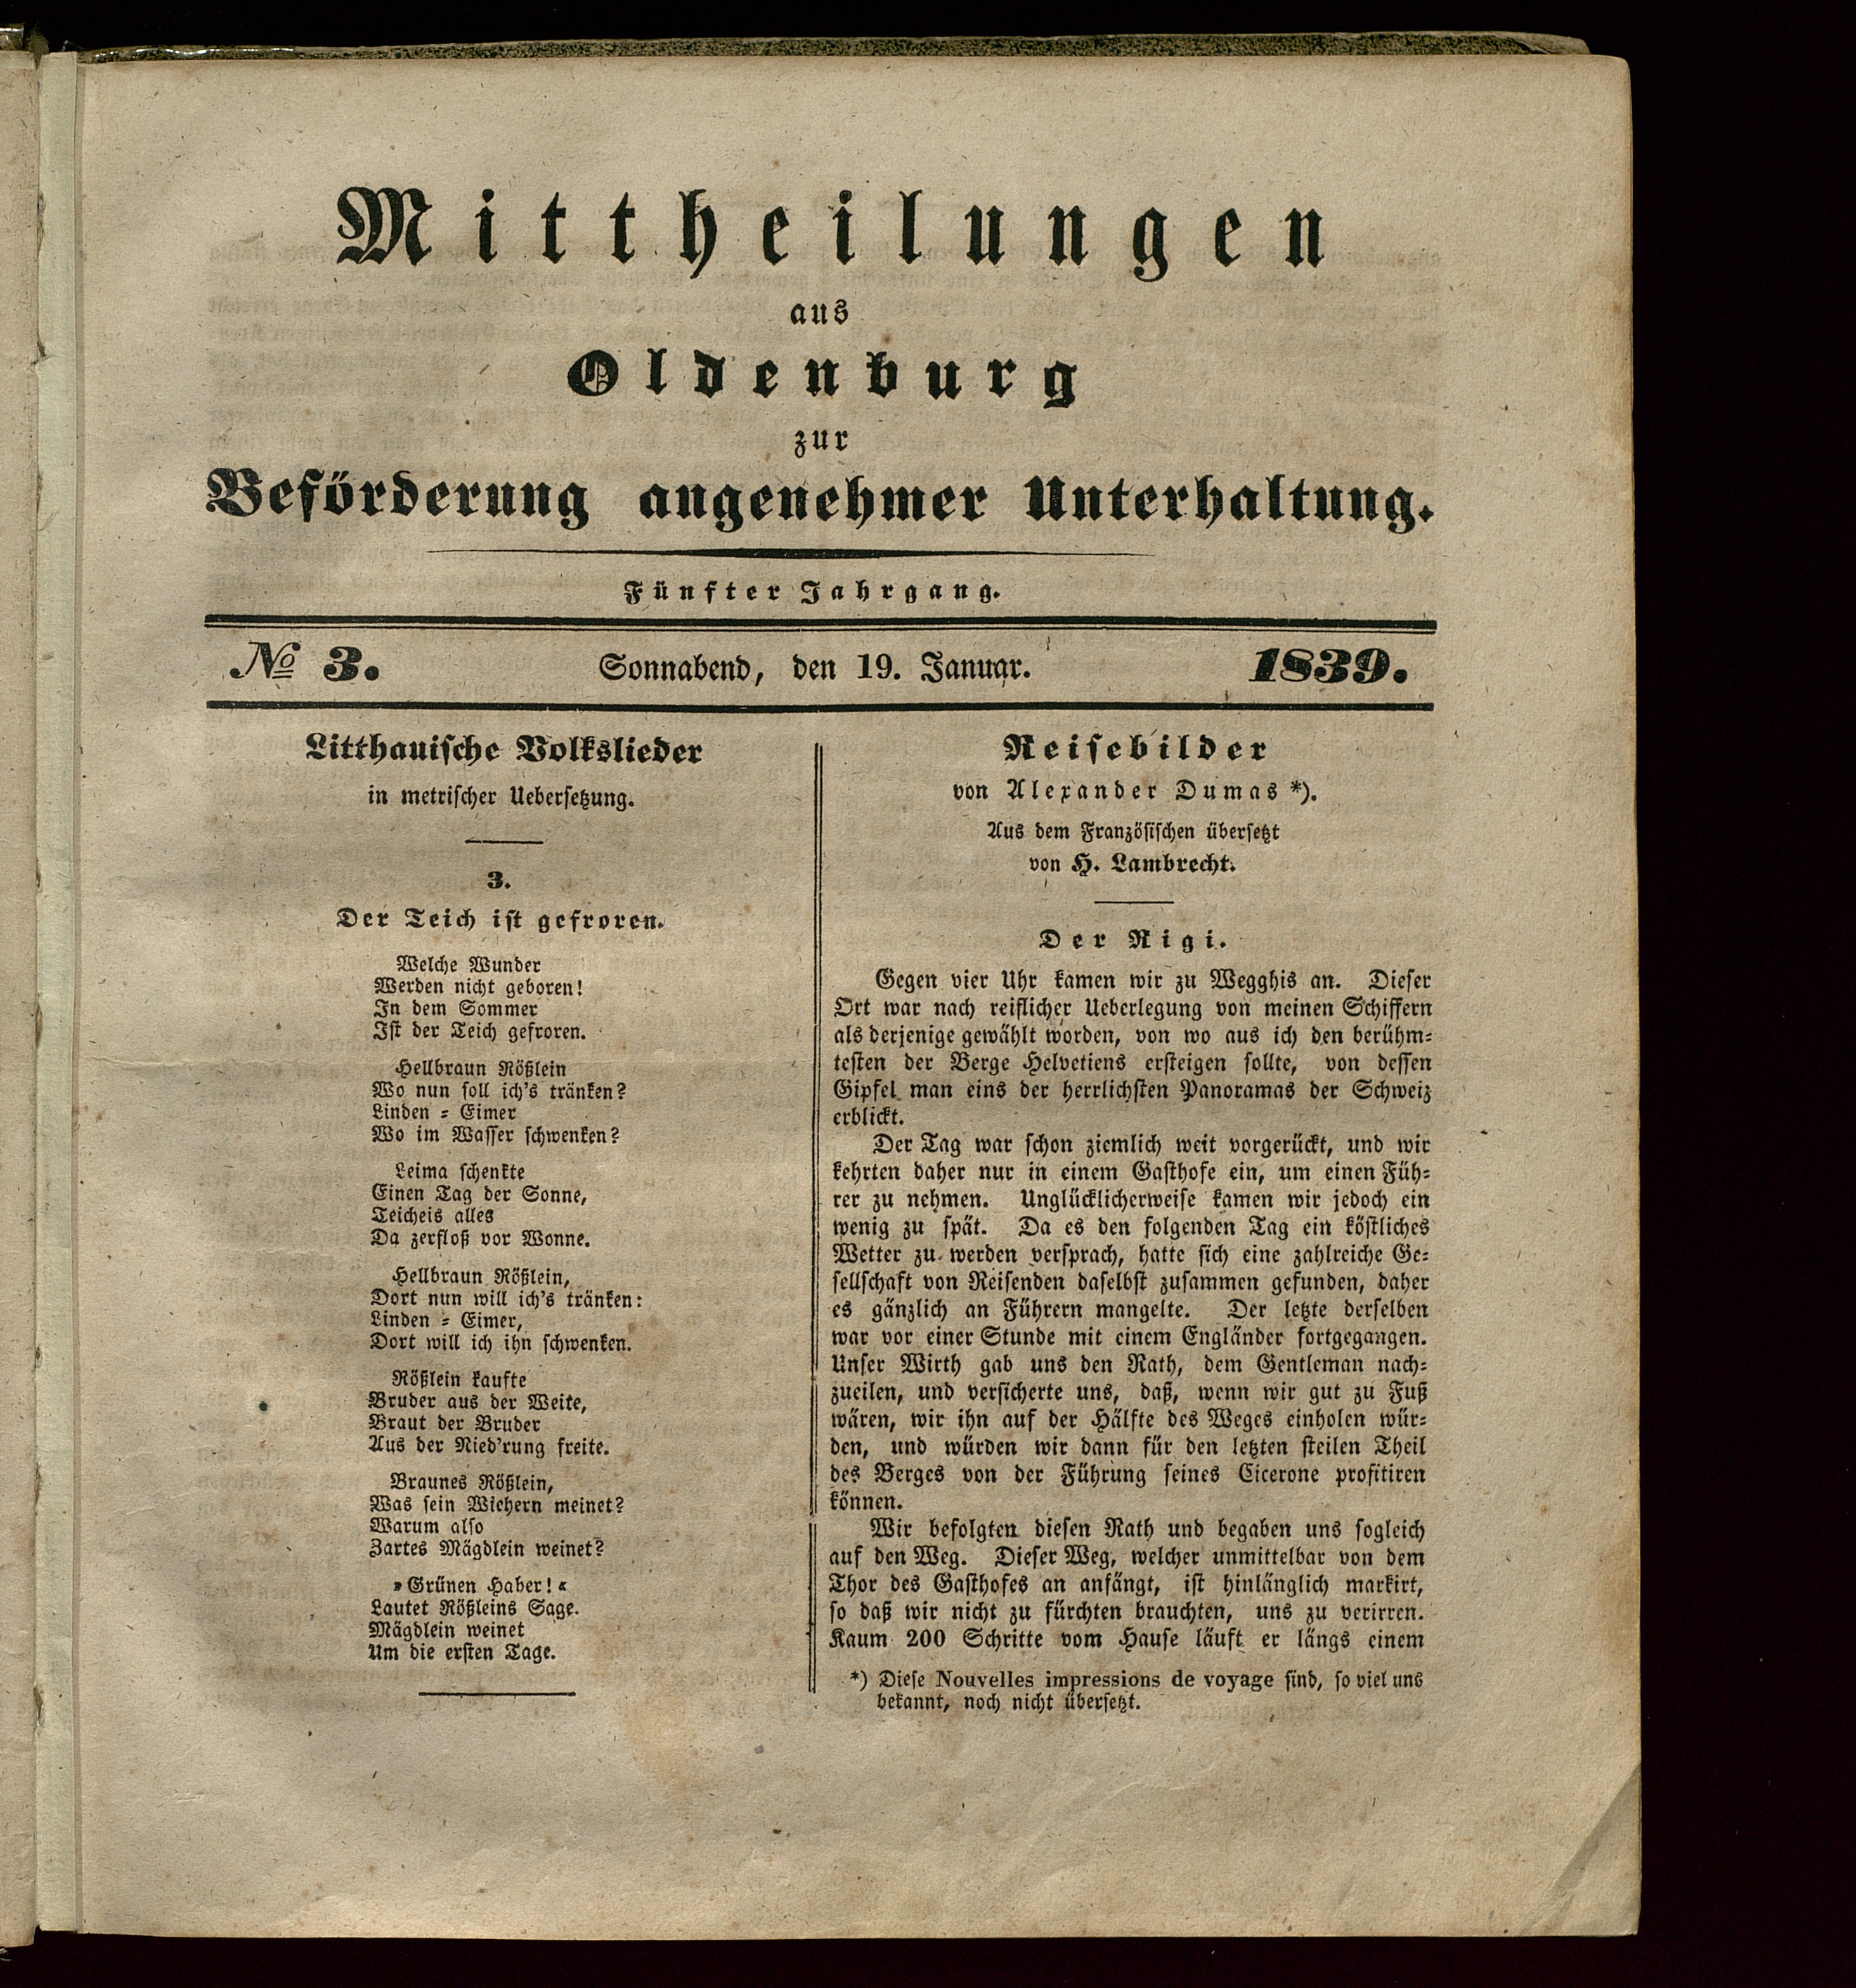 Mittheilungen
aus
Oldenburg
zur
Beförderung angenehmer Unterhaltung.
Fünfter Jahrgang.
No 3. Sonnabend, den 19. Januar. 1839.
Litthauische Volkslieder
in metrischer Uebersetzung.
3.
Der Teich ist gefroren.
Welche Wunder
Werden nicht geboren!
In dem Sommer
Ist der Teich gefroren.
Hellbraun Rößlein
Wo nun soll ich's tränken?
Linden = Eimer
Wo im Wasser schwenken?
Leima schenkte
Einen Tag der Sonne,
Teicheis alles
Da zerfloß vor Wonne.
Hellbraun Rößlein,
Dort nun will ich's tränken:
Linden = Eimer,
Dort will ich ihn schwenken.
Rößlein kaufte
Bruder aus der Weite,
Braut der Bruder
Aus der Nied'rung freite.
Braunes Rößlein,
Was sein Wiehern meinet?
Warum also
Zartes Mägdlein weinet?
»Grünen Haber!«
Lautet Rößleins Sage.
Mägdlein weinet
Um die ersten Tage.
Reisebilder
von Alexander Dumas *).
Aus dem Französischen übersetzt
von H. Lambrecht.
Der Rigi.
Gegen vier Uhr kamen wir zu Wegghis an. Dieser
Ort war nach reiflicher Ueberlegung von meinen Schiffern
als derjenige gewählt worden, von wo aus ich den berühm=
testen der Berge Helvetiens ersteigen sollte, von dessen
Gipfel man eins der herrlichsten Panoramas der Schweiz
erblickt.
Der Tag war schon ziemlich weit vorgerückt, und wir
kehrten daher nur in einem Gasthofe ein, um einen Füh=
rer zu nehmen. Unglücklicherweise kamen wir jedoch ein
wenig zu spät. Da es den folgenden Tag ein köstliches
Wetter zu werden versprach, hatte sich eine zahlreiche Ge=
sellschaft von Reisenden daselbst zusammen gefunden, daher
es gänzlich an Führern mangelte. Der letzte derselben
war vor einer Stunde mit einem Engländer fortgegangen.
Unser Wirth gab uns den Rath, dem Gentleman nach=
zueilen, und versicherte uns, daß, wenn wir gut zu Fuß
wären, wir ihn auf der Hälfte des Weges einholen wür=
den, und würden wir dann für den letzten steilen Theil
des Berges von der Führung seines Cicerone profitiren
können.
Wir befolgten diesen Rath und begaben uns sogleich
auf den Weg. Dieser Weg, welcher unmittelbar von dem
Thor des Gasthofes an anfängt, ist hinlänglich markirt,
so daß wir nicht zu fürchten brauchten, uns zu verirren.
Kaum 200 Schritte vom Hause läuft er längs einem
*) Diese Nouvelles impressions de voyage sind, so viel uns
bekannt, noch nicht übersetzt.